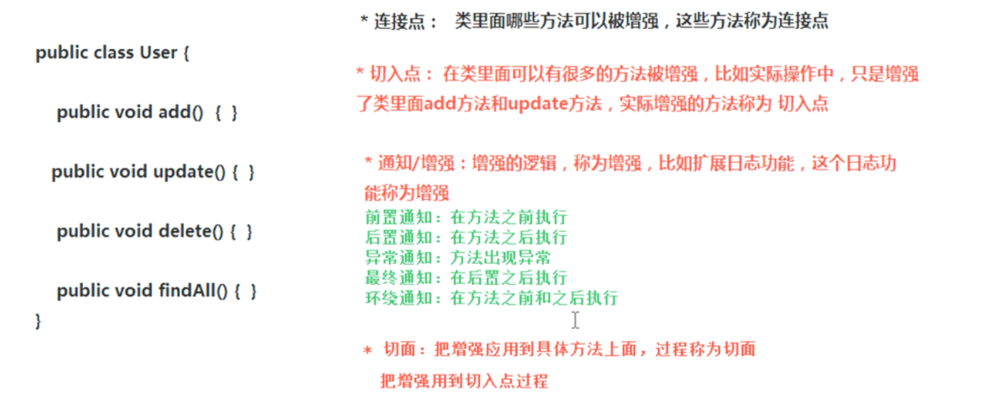 public class User {
public void add() { }
public void update() { }
public void delete() { }
public void findAll() { }
}
* 连接点： 类里面哪些方法可以被增强，这些方法称为连接点
* 切入点： 在类里面可以有很多的方法被增强，比如实际操作中，只是增强
了类里面add方法和update方法，实际增强的方法称为 切入点
* 通知/增强：增强的逻辑，称为增强，比如扩展日志功能，这个日志功
能称为增强
前置通知：在方法之前执行
后置通知：在方法之后执行
异常通知：方法出现异常
最终通知：在后置之后执行
环绕通知：在方法之前和之后执行
* 切面：把增强应用到具体方法上面，过程称为切面
把增强用到切入点过程